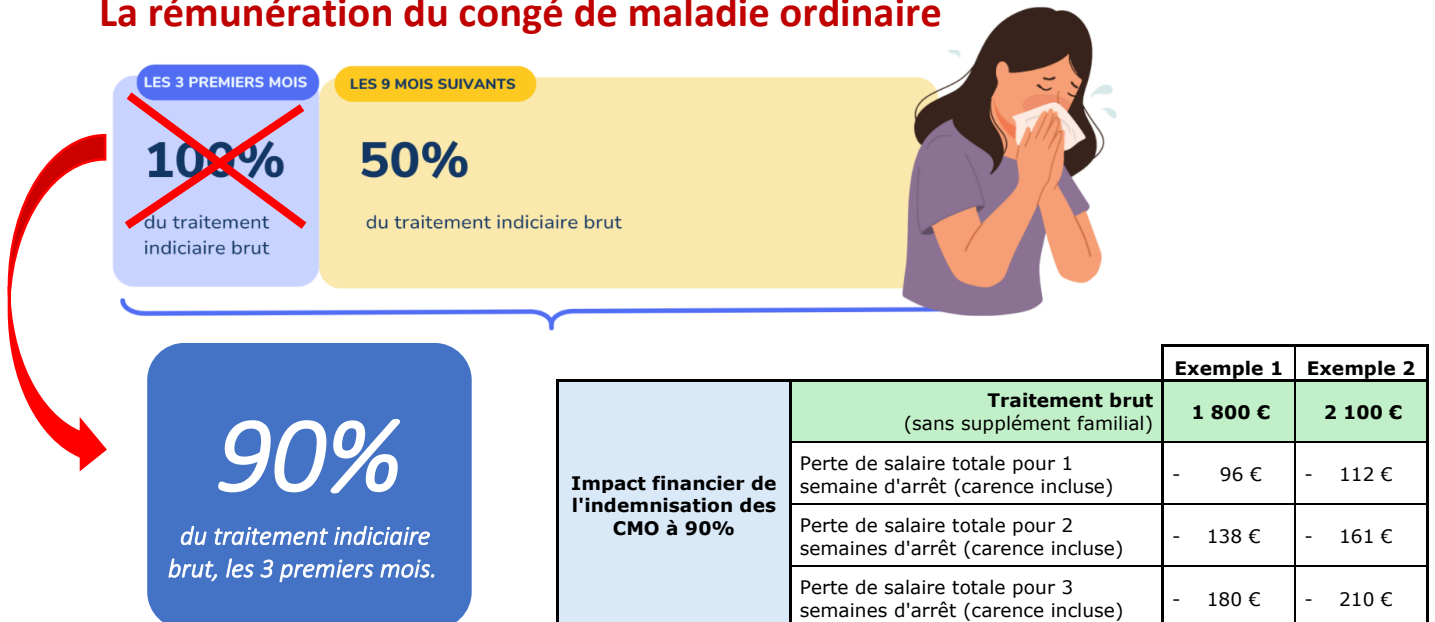 La rémunération du congé de maladie ordinaire
LES 3 PREMIERS MOIS
100%
du traitement
indiciaire brut
LES 9 MOIS SUIVANTS
50%
du traitement indiciaire brut
90%
du traitement indiciaire
brut, les 3 premiers mois.
Exemple 1 Exemple 2
Impact financier de
l'indemnisation des
CMO à 90%
Traitement brut
(sans supplément familial)
1 800 € 2 100 €
Perte de salaire totale pour 1
semaine d'arrêt (carence incluse)
- 96 € - 112 €
Perte de salaire totale pour 2
semaines d'arrêt (carence incluse)
- 138 € - 161 €
Perte de salaire totale pour 3
semaines d'arrêt (carence incluse)
- 180 € - 210 €